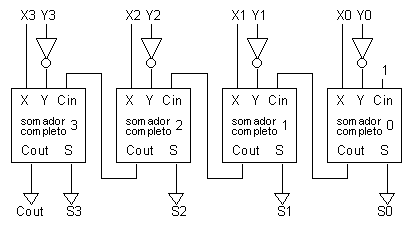 X3 Y3 X2 Y2 X1 Y1 X0 Y0
1
X Y Cin X Y Cin X Y Cin X Y Cin
somador completo 3 somador completo 2 somador completo 1 somador completo 0
Cout S Cout S Cout S Cout S
Cout S3 S2 S1 S0